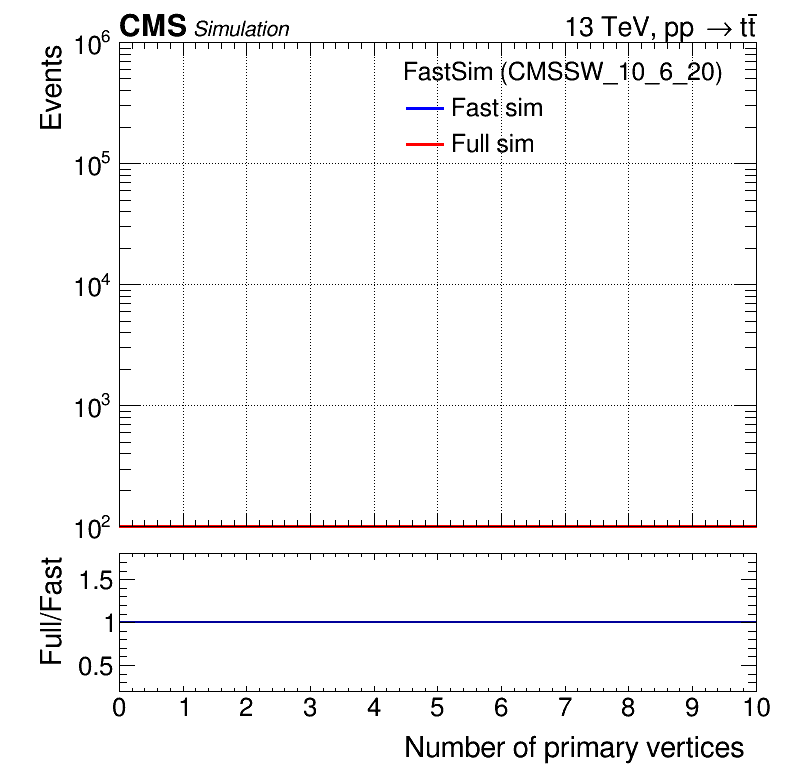 CMS Simulation 13 TeV, pp → tt̄
Events
10⁶
10⁵
10⁴
10³
10²
FastSim (CMSSW_10_6_20)
Fast sim
Full sim
Full/Fast
1.5
1
0.5
0 1 2 3 4 5 6 7 8 9 10
Number of primary vertices